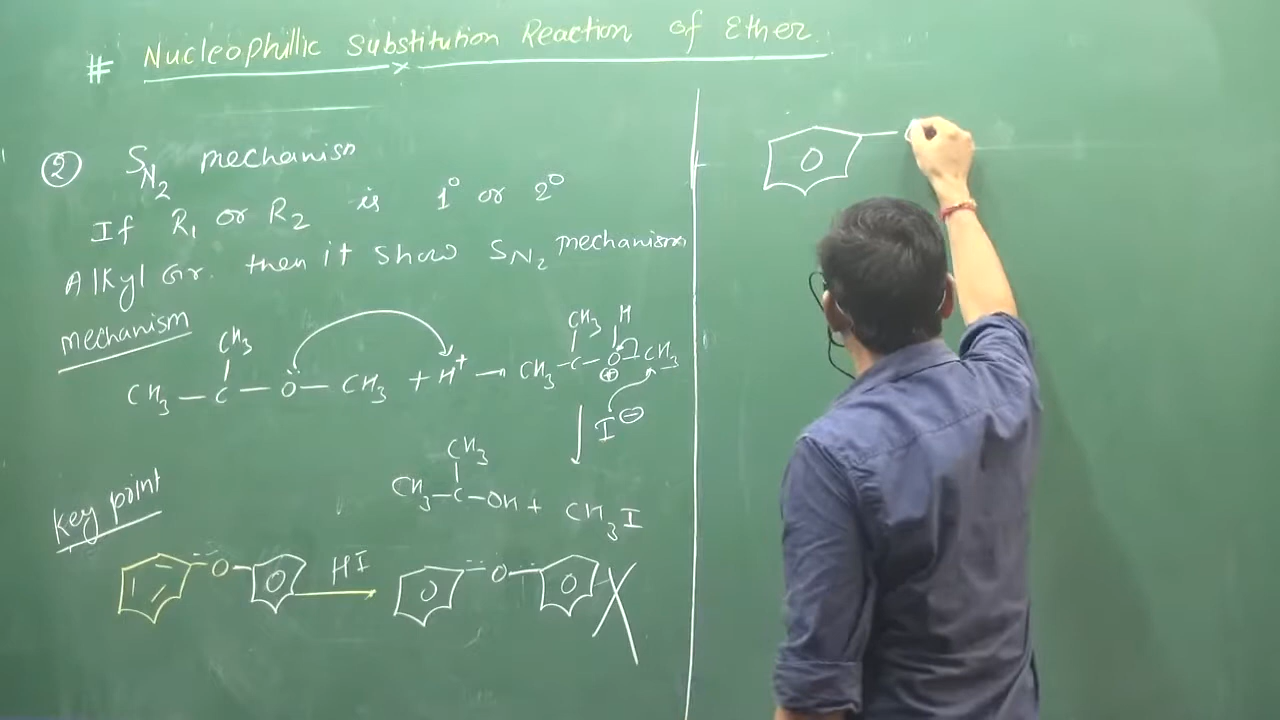 # Nucleophillic Substitution Reaction of Ether
② SN2 mechanism
If R1 or R2 is 1° or 2°
Alkyl Gr. then it show SN2 mechanism
mechanism
CH3 CH3 H
CH3 — C — O — CH3 + H+ → CH3 — C — O — CH3
⊕
I⊖
CH3
CH3 — C — OH + CH3I
Key point
O HI O